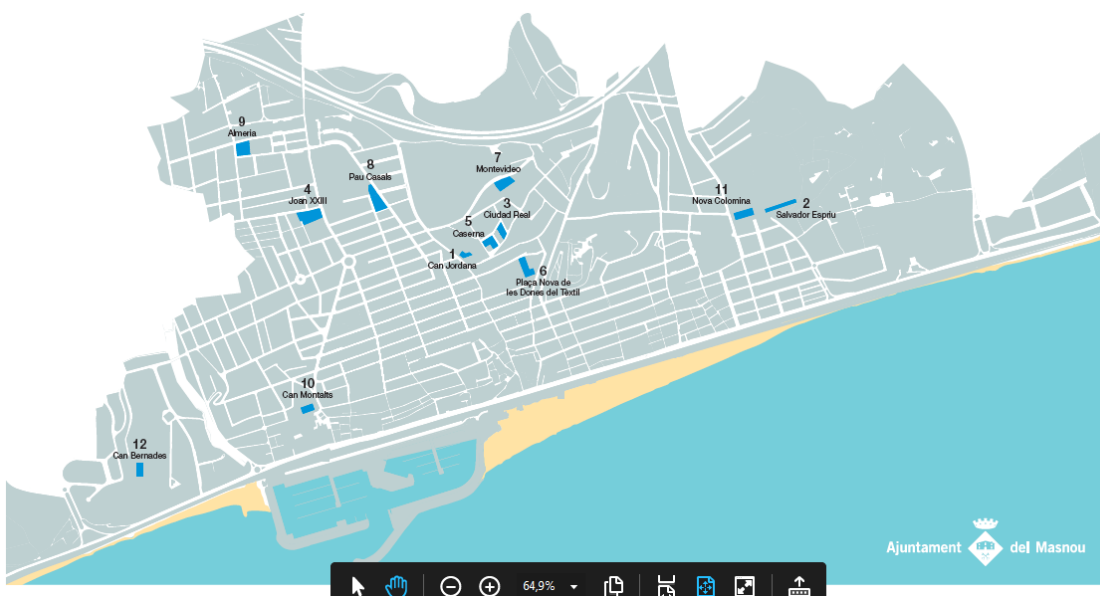 9
Almeria
8
Pau Casals
7
Montevideo
4
Joan XXIII
3
Ciudad Real
11
Nova Colomina
2
Salvador Espriu
5
Caserna
1
Can Jordana
6
Plaça Nova de
les Dones del Tèxtil
10
Can Montalts
12
Can Bernades
Ajuntament del Masnou
64,9%